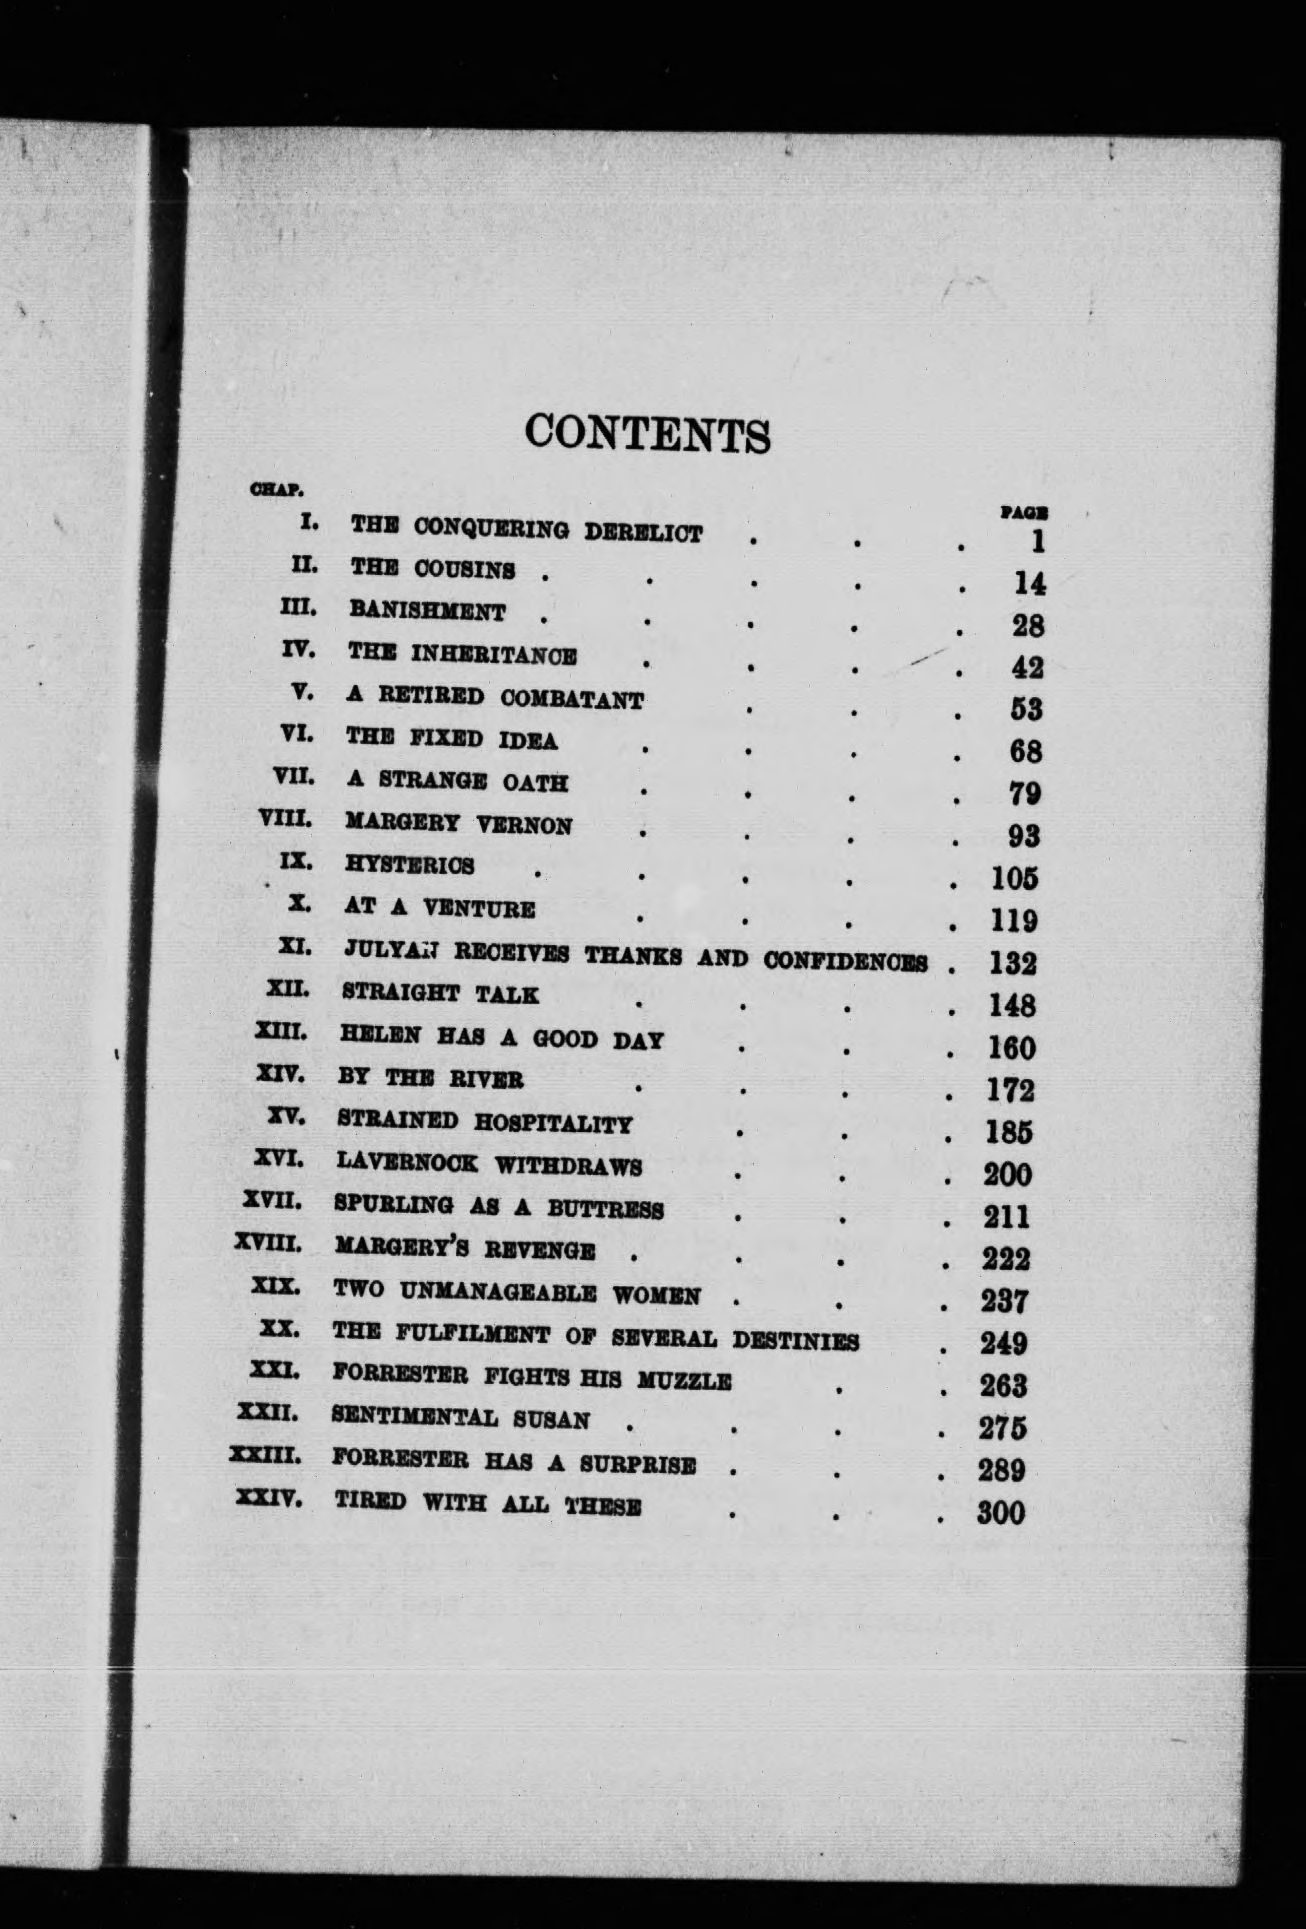 CONTENTS
CHAP.
PAGE
I. THE CONQUERING DERELICT . . . 1
II. THE COUSINS . . . . . 14
III. BANISHMENT . . . . . 28
IV. THE INHERITANCE . . . . 42
V. A RETIRED COMBATANT . . . 53
VI. THE FIXED IDEA . . . . 68
VII. A STRANGE OATH . . . . 79
VIII. MARGERY VERNON . . . . 93
IX. HYSTERICS . . . . . 105
X. AT A VENTURE . . . . 119
XI. JULYAN RECEIVES THANKS AND CONFIDENCES . 132
XII. STRAIGHT TALK . . . . 148
XIII. HELEN HAS A GOOD DAY . . . 160
XIV. BY THE RIVER . . . . 172
XV. STRAINED HOSPITALITY . . . 185
XVI. LAVERNOCK WITHDRAWS . . . 200
XVII. SPURLING AS A BUTTRESS . . . 211
XVIII. MARGERY'S REVENGE . . . . 222
XIX. TWO UNMANAGEABLE WOMEN . . . 237
XX. THE FULFILMENT OF SEVERAL DESTINIES . 249
XXI. FORRESTER FIGHTS HIS MUZZLE . . 263
XXII. SENTIMENTAL SUSAN . . . . 275
XXIII. FORRESTER HAS A SURPRISE . . . 289
XXIV. TIRED WITH ALL THESE . . . 300